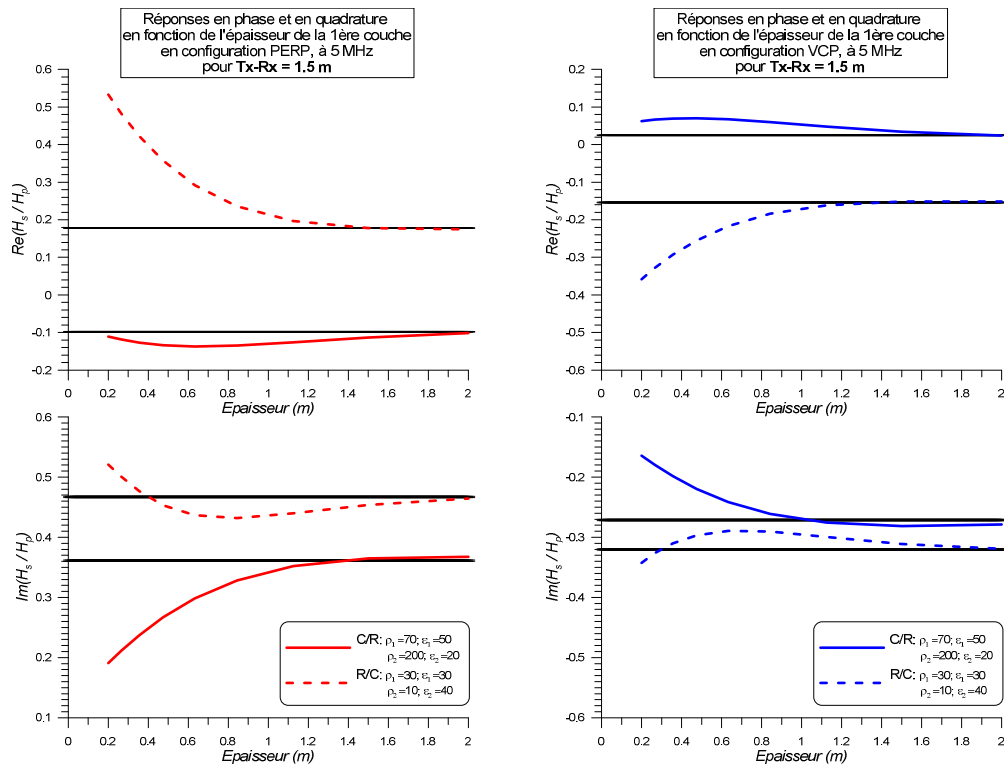 Réponses en phase et en quadrature
en fonction de l'épaisseur de la 1ère couche
en configuration PERP, à 5 MHz
pour Tx-Rx = 1.5 m
0.6
0.5
0.4
0.3
0.2
0.1
0
-0.1
-0.2
Re(Hs / Hp)
0 0.2 0.4 0.6 0.8 1 1.2 1.4 1.6 1.8 2
Epaisseur (m)
Réponses en phase et en quadrature
en fonction de l'épaisseur de la 1ère couche
en configuration VCP, à 5 MHz
pour Tx-Rx = 1.5 m
0.2
0.1
0
-0.1
-0.2
-0.3
-0.4
-0.5
-0.6
Re(Hs / Hp)
0 0.2 0.4 0.6 0.8 1 1.2 1.4 1.6 1.8 2
Epaisseur (m)
0.6
0.5
0.4
0.3
0.2
0.1
Im(Hs / Hp)
C/R: ρ1 =70; ε1 =50
ρ2 =200; ε2 =20
R/C: ρ1 =30; ε1 =30
ρ2 =10; ε2 =40
0 0.2 0.4 0.6 0.8 1 1.2 1.4 1.6 1.8 2
Epaisseur (m)
-0.1
-0.2
-0.3
-0.4
-0.5
-0.6
Im(Hs / Hp)
C/R: ρ1 =70; ε1 =50
ρ2 =200; ε2 =20
R/C: ρ1 =30; ε1 =30
ρ2 =10; ε2 =40
0 0.2 0.4 0.6 0.8 1 1.2 1.4 1.6 1.8 2
Epaisseur (m)